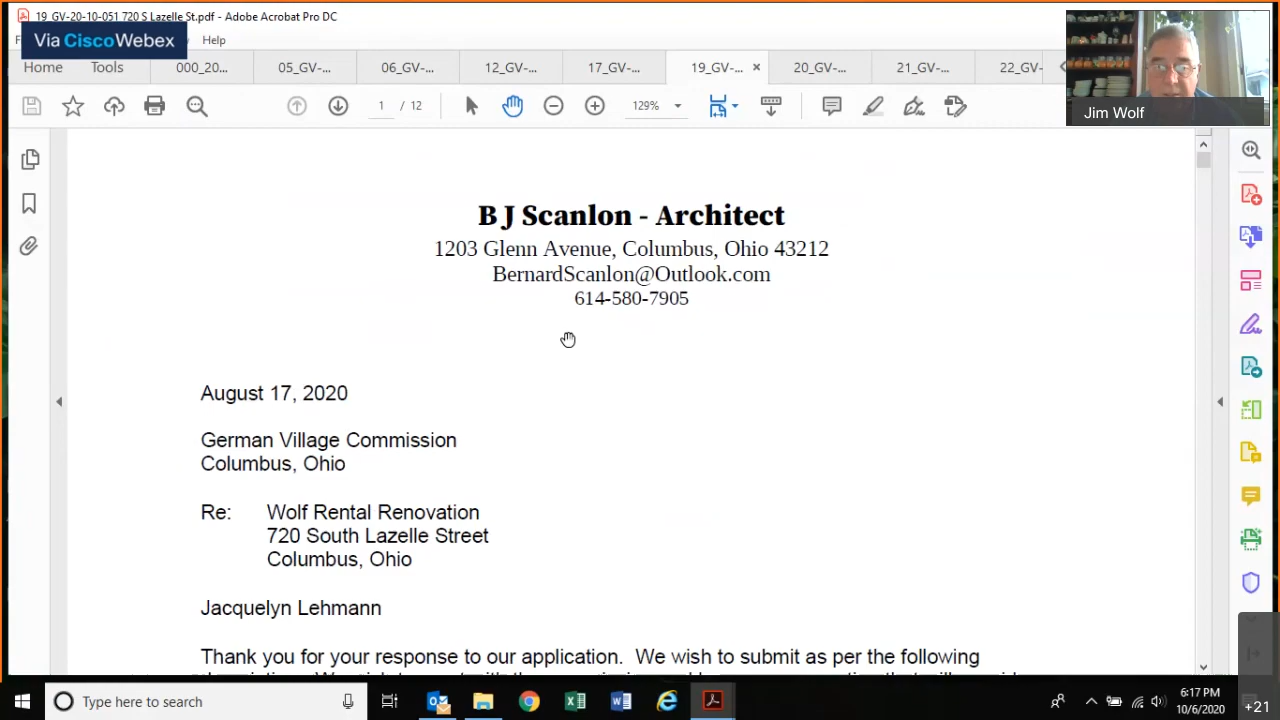 19_GV-20-10-051 720 S Lazelle St.pdf - Adobe Acrobat Pro DC
Via CiscoWebex
Help
Home
Tools
000_20...
05_GV-...
06_GV-...
12_GV-...
17_GV-...
19_GV-...
20_GV-...
21_GV-...
22_GV-
1 / 12
129%
Jim Wolf
B J Scanlon - Architect
1203 Glenn Avenue, Columbus, Ohio 43212
BernardScanlon@Outlook.com
614-580-7905
August 17, 2020
German Village Commission
Columbus, Ohio
Re: Wolf Rental Renovation
720 South Lazelle Street
Columbus, Ohio
Jacquelyn Lehmann
Thank you for your response to our application. We wish to submit as per the following
Type here to search
6:17 PM
10/6/2020
+21